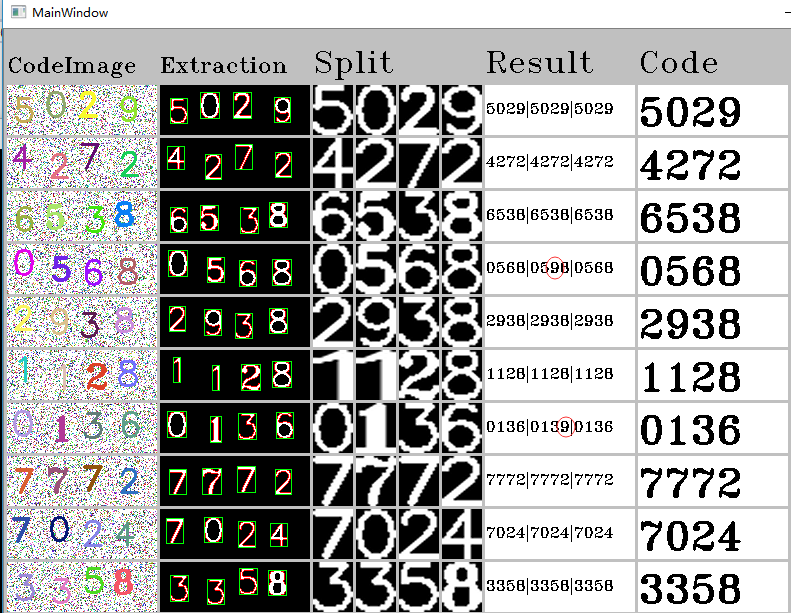 MainWindow
CodeImage Extraction Split Result Code
5029 5029 5029 5029|5029|5029 5029
4272 4272 4272 4272|4272|4272 4272
6538 6538 6538 6538|6538|6538 6538
0568 0568 0568 0568|0598|0568 0568
2938 2938 2938 2938|2938|2938 2938
1128 1128 1128 1128|1128|1128 1128
0136 0136 0136 0136|0139|0136 0136
7772 7772 7772 7772|7772|7772 7772
7024 7024 7024 7024|7024|7024 7024
3358 3358 3358 3358|3358|3358 3358